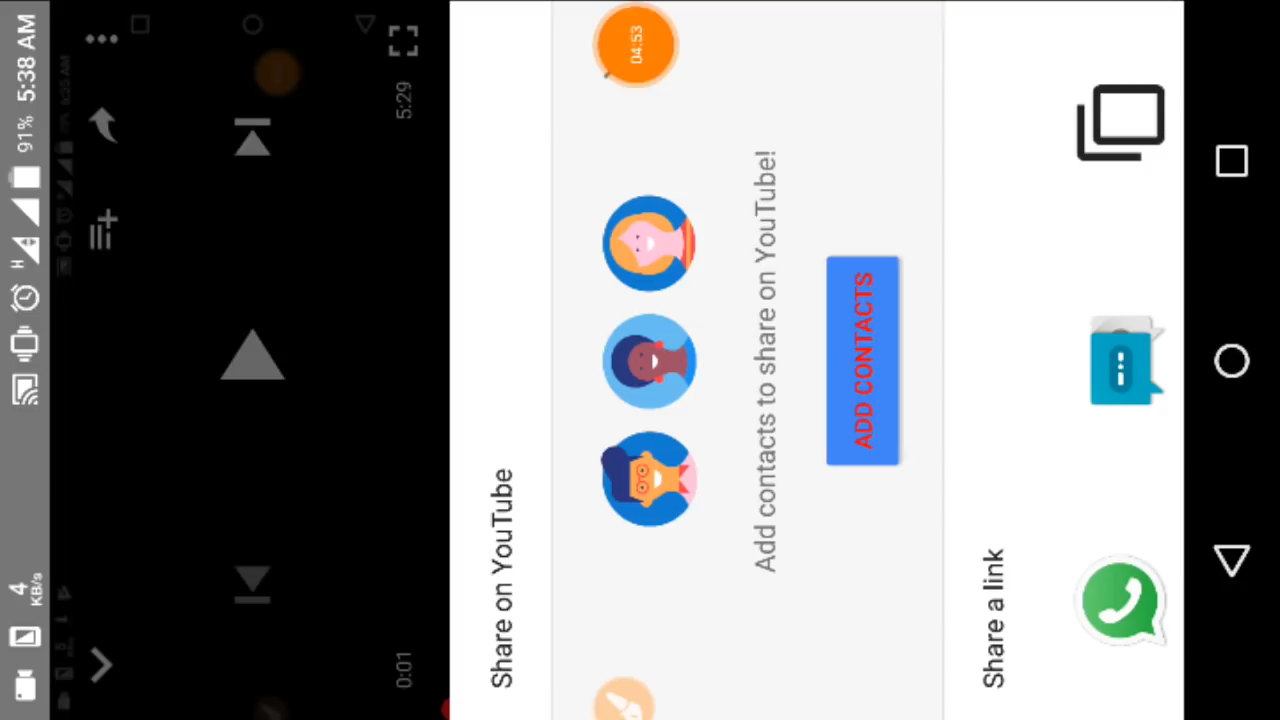 4 KB/s
H
91% 5:38 AM
0:01
5:29
Share on YouTube
04:53
Add contacts to share on YouTube!
ADD CONTACTS
Share a link